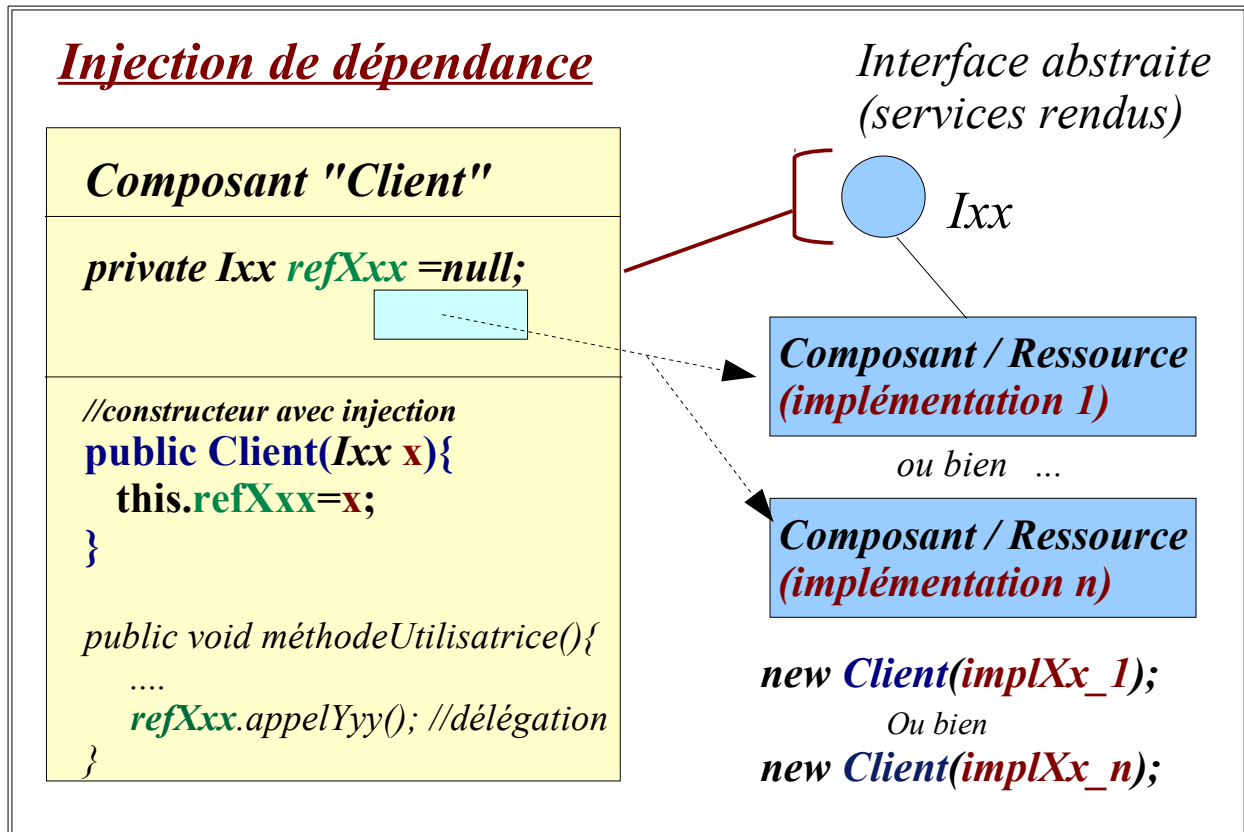 Injection de dépendance
Composant "Client"
private Ixx refXxx =null;
//constructeur avec injection
public Client(Ixx x){
this.refXxx=x;
}
public void méthodeUtilisatrice(){
....
refXxx.appelYyy(); //délégation
}
Interface abstraite
(services rendus)
Ixx
Composant / Ressource
(implémentation 1)
ou bien ...
Composant / Ressource
(implémentation n)
new Client(implXx_1);
Ou bien
new Client(implXx_n);